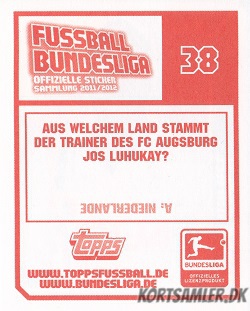 FUSSBALL
BUNDESLIGA
OFFIZIELLE STICKER
SAMMLUNG 2011/2012
38
AUS WELCHEM LAND STAMMT
DER TRAINER DES FC AUGSBURG
JOS LUHUKAY?
A: NIEDERLANDE
Topps
WWW.TOPPSFUSSBALL.DE
WWW.BUNDESLIGA.DE
BUNDESLIGA
OFFIZIELLES
LIZENZPRODUKT
KORTSAMLER.DK